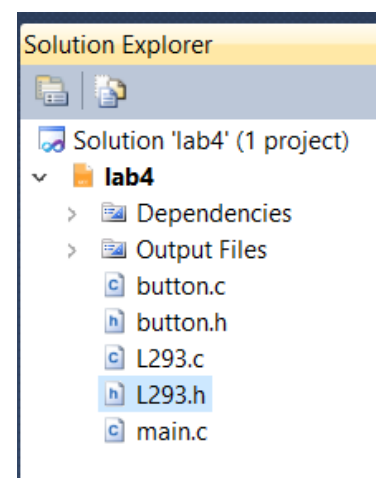 Solution Explorer
Solution 'lab4' (1 project)
lab4
Dependencies
Output Files
c button.c
h button.h
c L293.c
h L293.h
c main.c